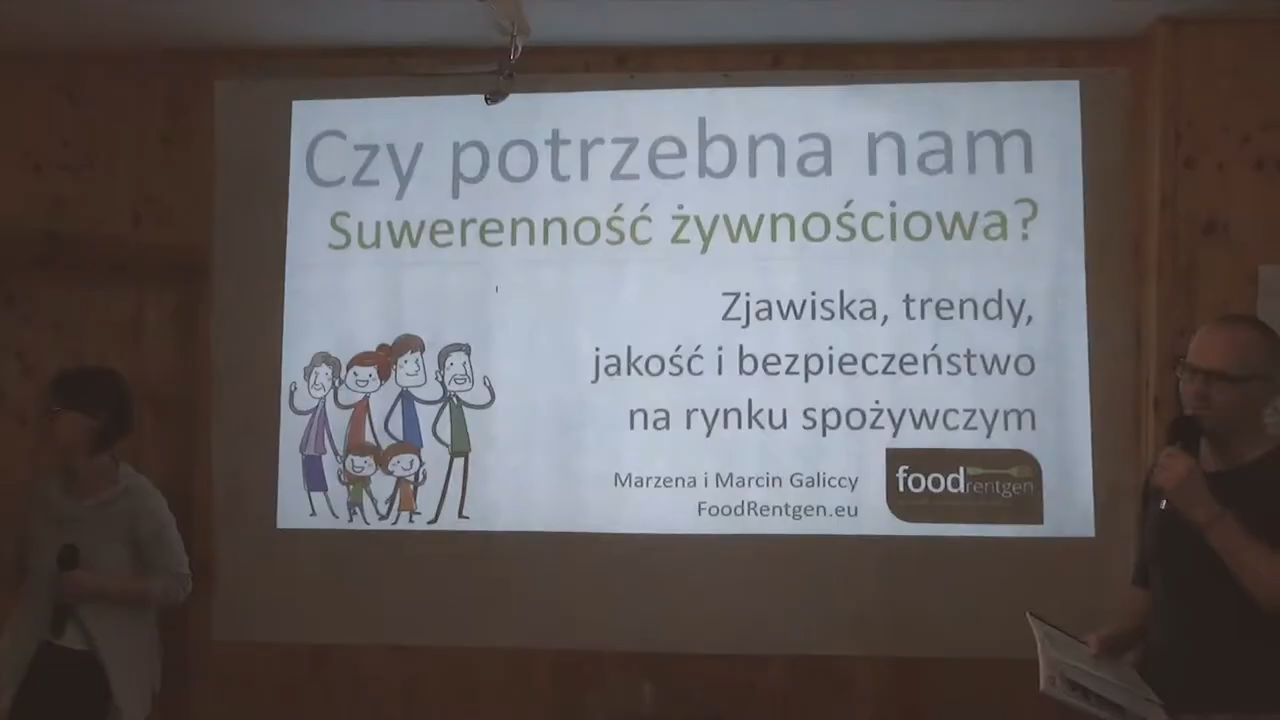 Czy potrzebna nam
Suwerenność żywnościowa?
Zjawiska, trendy,
jakość i bezpieczeństwo
na rynku spożywczym
Marzena i Marcin Galiccy
FoodRentgen.eu
foodrentgen